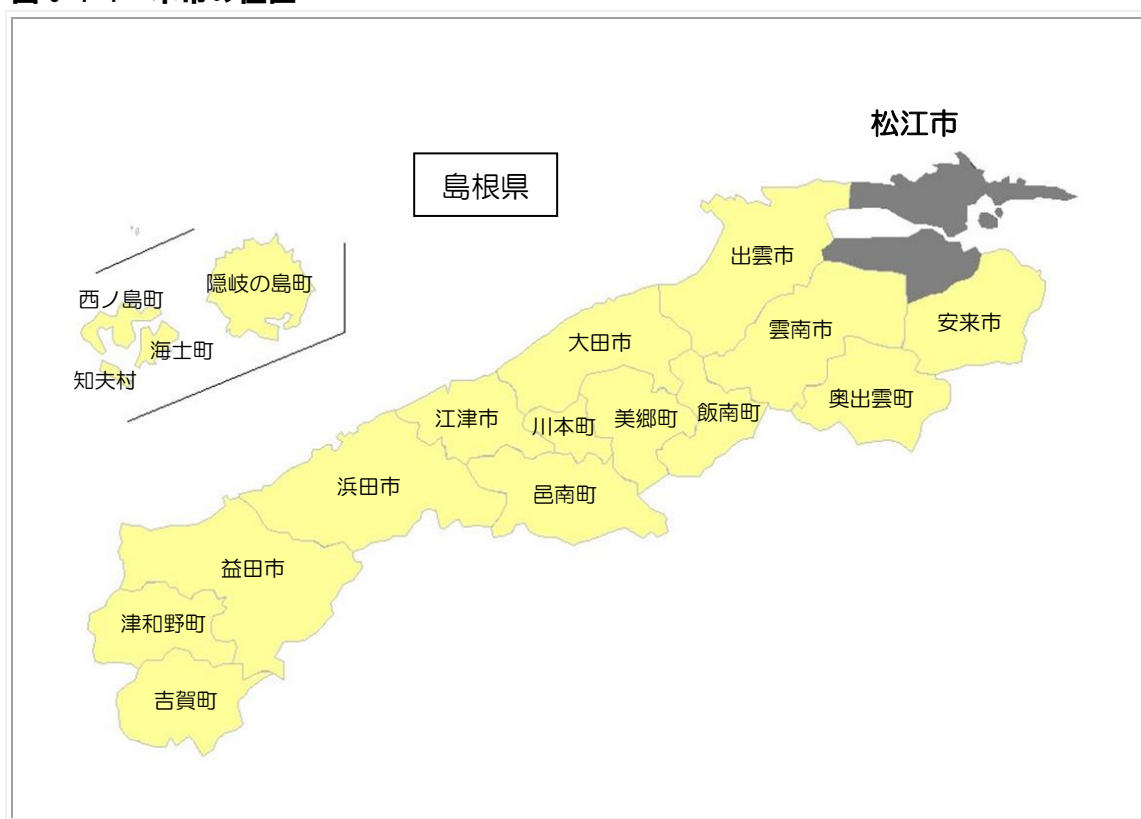 松江市
島根県
出雲市
隠岐の島町
西ノ島町
雲南市
安来市
大田市
海士町
知夫村
奥出雲町
飯南町
美郷町
江津市
川本町
浜田市
邑南町
益田市
津和野町
吉賀町